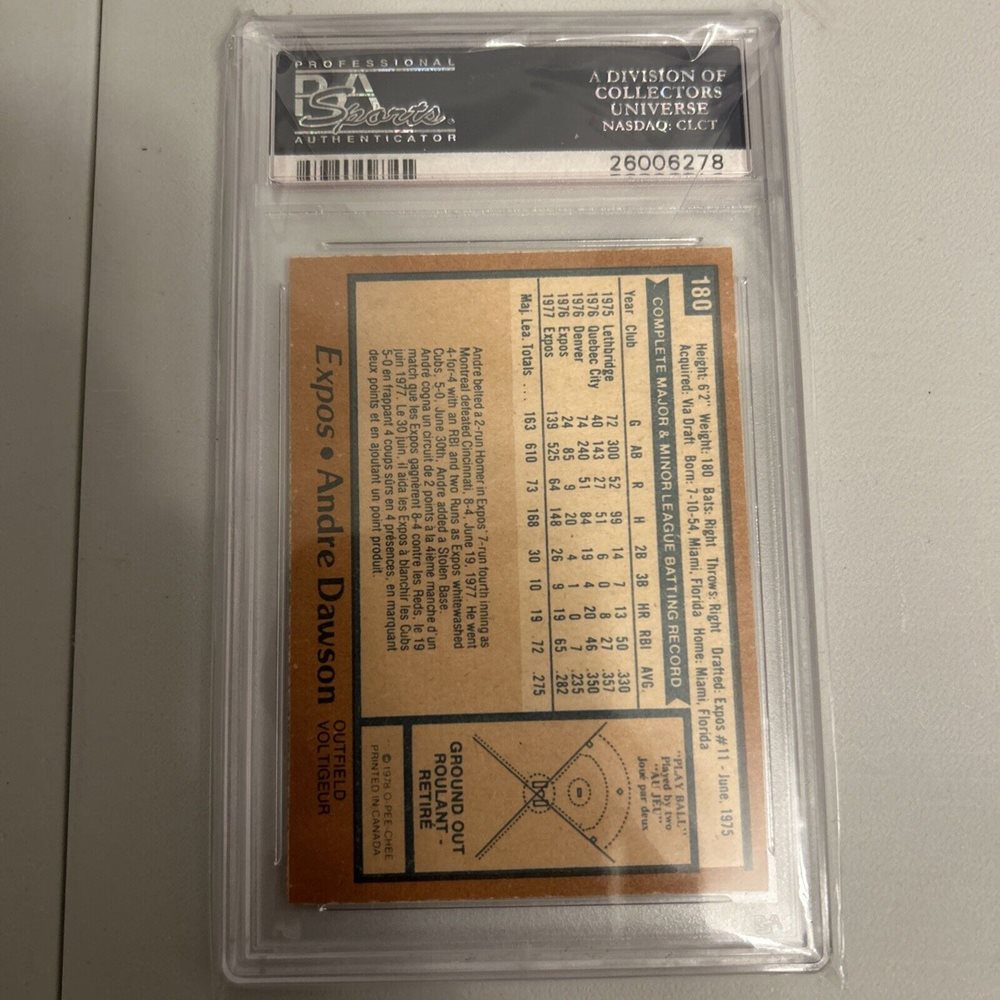 PROFESSIONAL
PSA
Sports.
AUTHENTICATOR
A DIVISION OF
COLLECTORS
UNIVERSE
NASDAQ: CLCT
26006278
180
Height: 6'2" Weight: 180 Bats: Right Throws: Right Drafted: Expos #11 - June, 1975
Acquired: Via Draft Born: 7-10-54, Miami, Florida Home: Miami, Florida
COMPLETE MAJOR & MINOR LEAGUE BATTING RECORD
Year Club G AB R H 2B 3B HR RBI AVG.
1975 Lethbridge 72 300 52 99 14 7 13 50 .330
1976 Quebec City 40 143 27 51 6 0 8 27 .357
1976 Denver 74 240 51 84 19 4 20 46 .350
1976 Expos 24 85 9 20 4 1 0 7 .235
1977 Expos 139 525 64 148 26 9 19 65 .282
Maj. Lea. Totals ... 163 610 73 168 30 10 19 72 .275
Andre belted a 2-run Homer in Expos' 7-run fourth inning as
Montreal defeated Cincinnati, 8-4, June 19, 1977. He went
4-for-4 with an RBI and two Runs as Expos whitewashed
Cubs, 5-0, June 30th. Andre added a Stolen Base.
André cogna un circuit de 2 points à la 4ième manche d'un
match que les Expos gagnèrent 8-4 contre les Reds, le 19
juin 1977. Le 30 juin, il aida les Expos à blanchir les Cubs
5-0 en frappant 4 coups sûrs en 4 présences, en marquant
deux points et en ajoutant un point produit.
"PLAY BALL"
Played by two
"AU JEU"
Joué par deux
GROUND OUT
ROULANT -
RETIRÉ
© 1978 O-PEE-CHEE
PRINTED IN CANADA
Expos • Andre Dawson
OUTFIELD
VOLTIGEUR